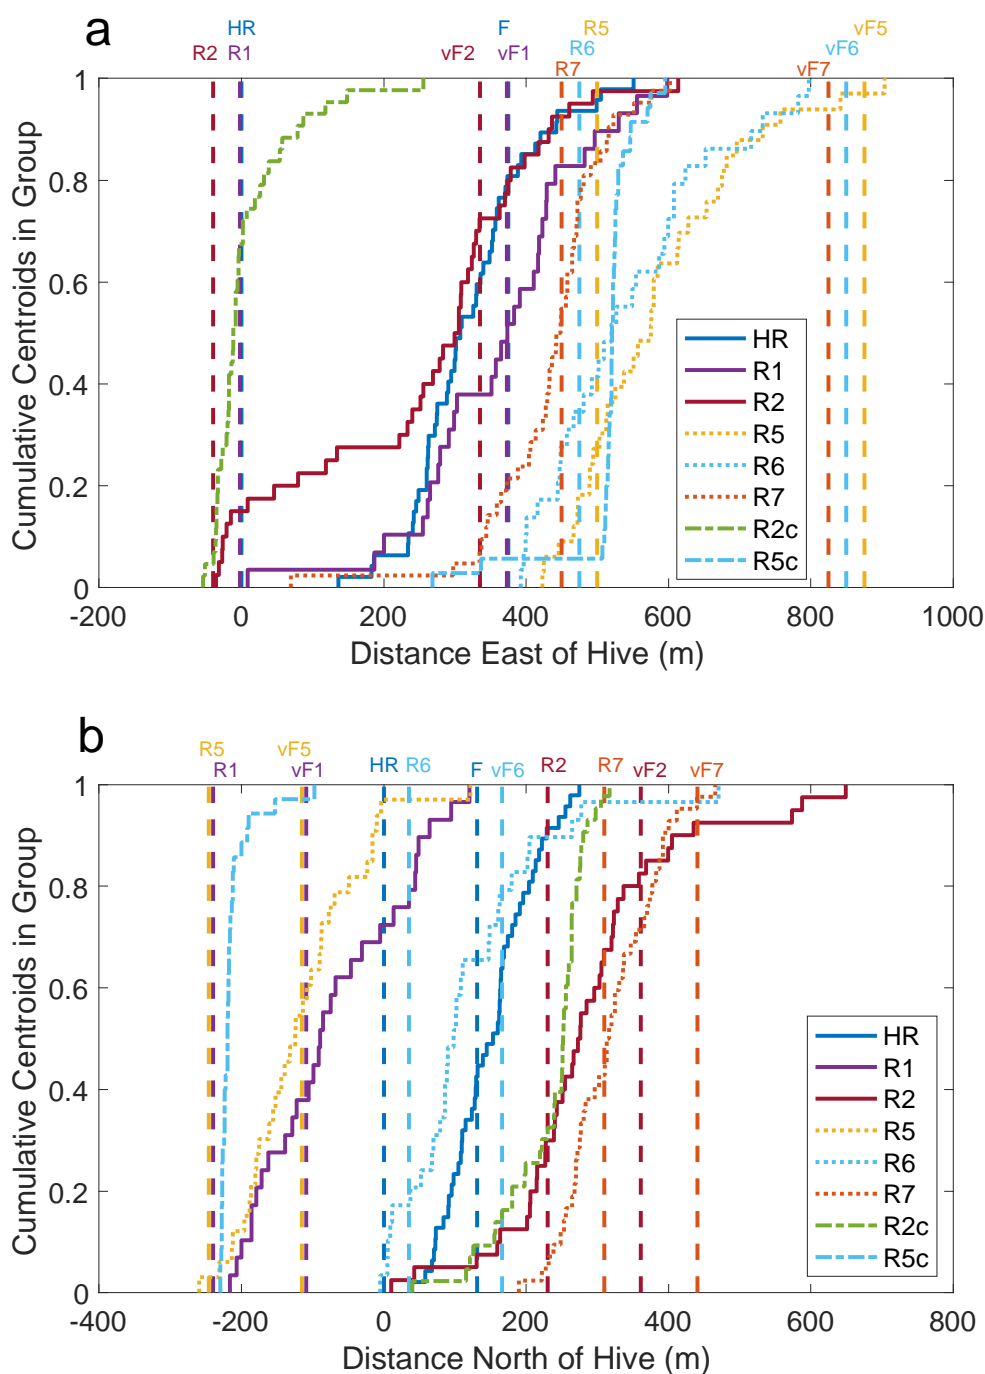 a
HR F R5 vF5
R2 R1 vF2 vF1 R6 vF6
R7 vF7
1
0.8
0.6
0.4
0.2
0
Cumulative Centroids in Group
HR
R1
R2
R5
R6
R7
R2c
R5c
-200 0 200 400 600 800 1000
Distance East of Hive (m)
b
R5 vF5 HR R6 F vF6 R2 R7 vF2 vF7
R1 vF1
1
0.8
0.6
0.4
0.2
0
Cumulative Centroids in Group
HR
R1
R2
R5
R6
R7
R2c
R5c
-400 -200 0 200 400 600 800
Distance North of Hive (m)